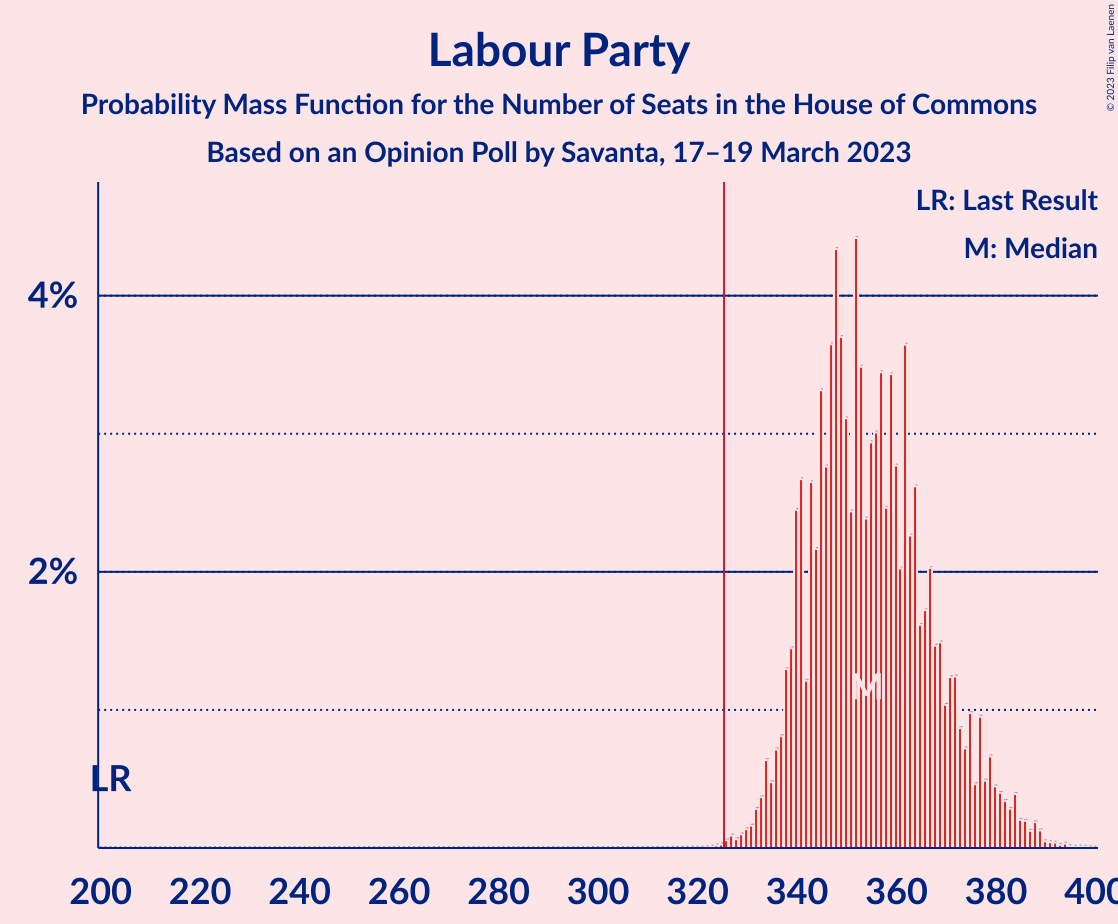 Labour Party
Probability Mass Function for the Number of Seats in the House of Commons
Based on an Opinion Poll by Savanta, 17–19 March 2023
© 2023 Filip van Laenen
LR: Last Result
M: Median
4%
2%
M
LR
200 220 240 260 280 300 320 340 360 380 400